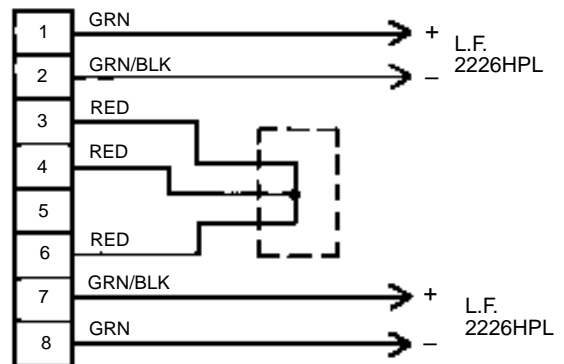 1 GRN + L.F.
2 GRN/BLK – 2226HPL
3 RED
4 RED
5
6 RED
7 GRN/BLK + L.F.
8 GRN – 2226HPL